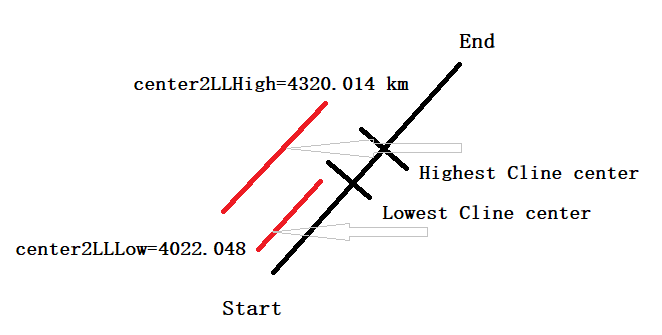 End
center2LLHigh=4320.014 km
Highest Cline center
Lowest Cline center
center2LLLow=4022.048
Start